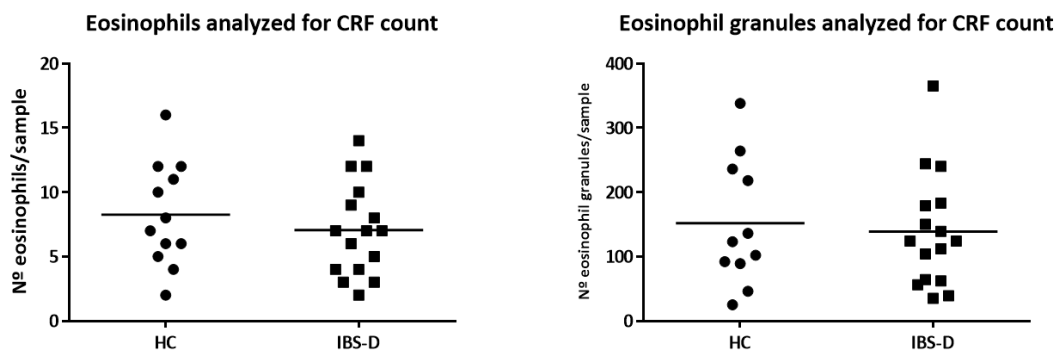 Eosinophils analyzed for CRF count
Nº eosinophils/sample
20
15
10
5
0
HC
IBS-D
Eosinophil granules analyzed for CRF count
Nº eosinophil granules/sample
400
300
200
100
0
HC
IBS-D